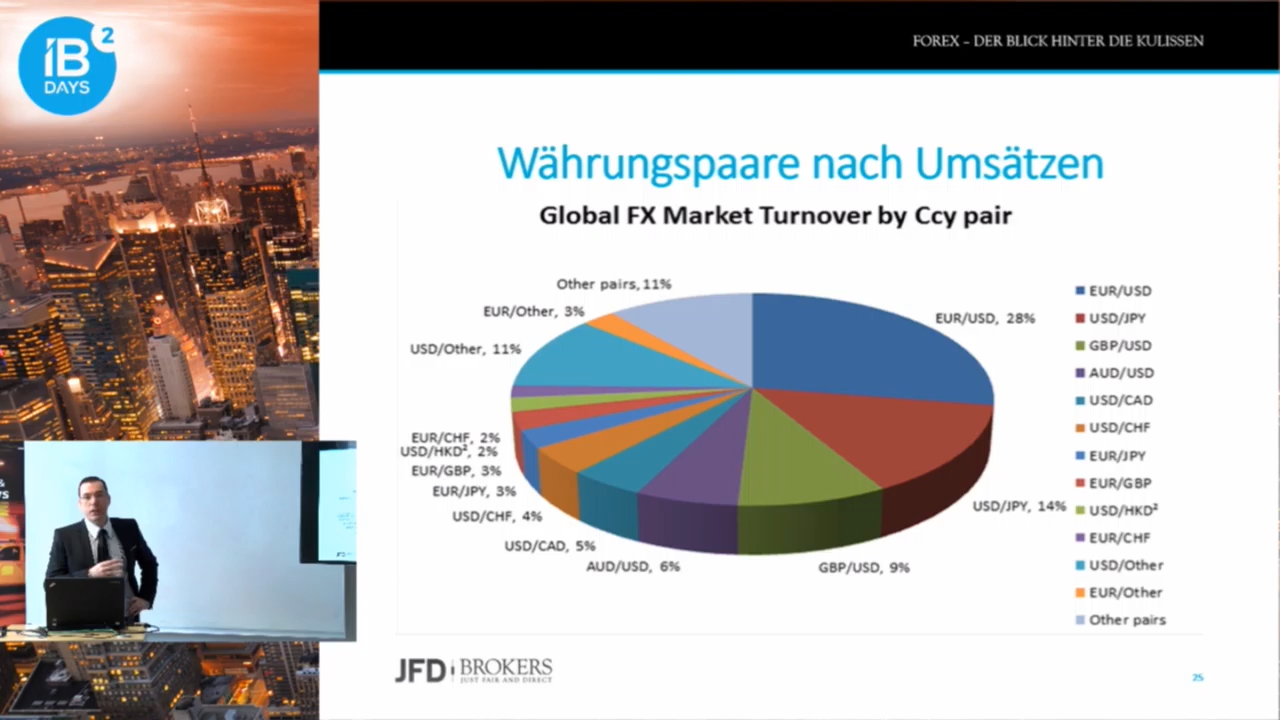 IB 2
DAYS
FOREX – DER BLICK HINTER DIE KULISSEN
Währungspaare nach Umsätzen
Global FX Market Turnover by Ccy pair
Other pairs, 11%
EUR/Other, 3%
USD/Other, 11%
EUR/CHF, 2%
USD/HKD², 2%
EUR/GBP, 3%
EUR/JPY, 3%
USD/CHF, 4%
USD/CAD, 5%
AUD/USD, 6%
GBP/USD, 9%
USD/JPY, 14%
EUR/USD, 28%
EUR/USD
USD/JPY
GBP/USD
AUD/USD
USD/CAD
USD/CHF
EUR/JPY
EUR/GBP
USD/HKD²
EUR/CHF
USD/Other
EUR/Other
Other pairs
JFD BROKERS
JUST FAIR AND DIRECT
25